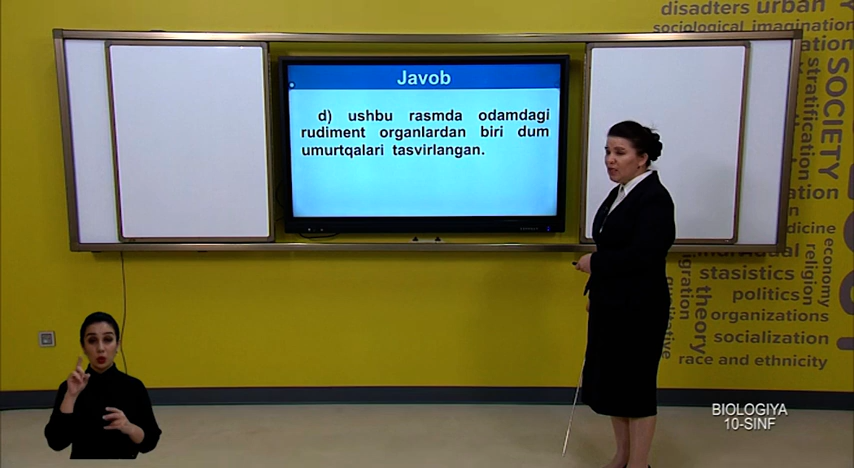 Javob
d) ushbu rasmda odamdagi
rudiment organlardan biri dum
umurtqalari tasvirlangan.
disadters urban
sociological imagination
stratification
SOCIETY
religion
economy
stasistics
politics
theory
organizations
socialization
race and ethnicity
BIOLOGIYA
10-SINF